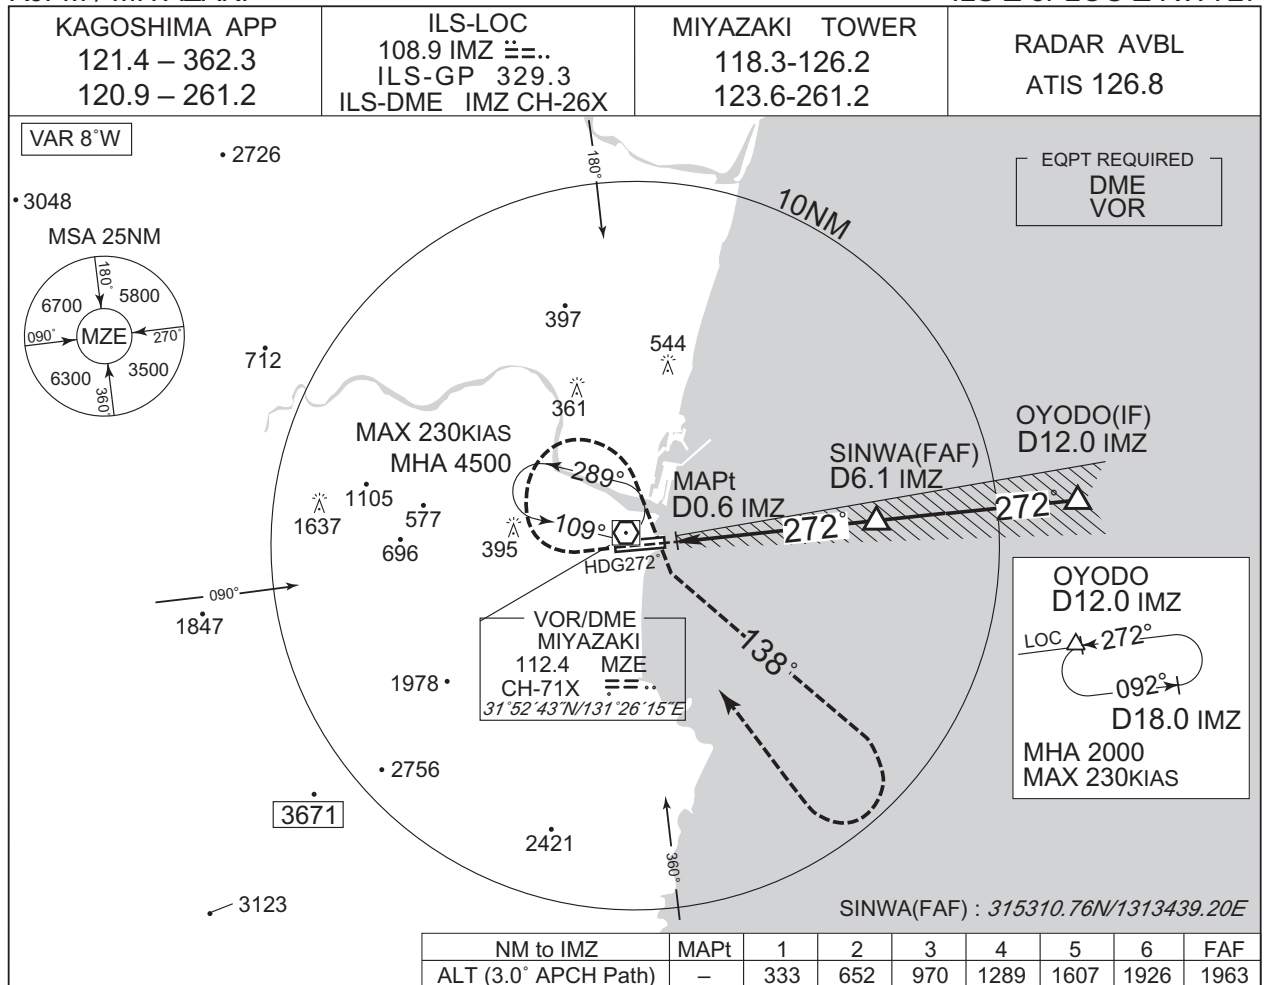 KAGOSHIMA APP
121.4 – 362.3
120.9 – 261.2
ILS-LOC
108.9 IMZ
ILS-GP 329.3
ILS-DME IMZ CH-26X
MIYAZAKI TOWER
118.3-126.2
123.6-261.2
RADAR AVBL
ATIS 126.8
VAR 8°W
2726
3048
MSA 25NM
180°
6700
5800
090°
MZE
270°
6300
3500
360°
180°
10NM
EQPT REQUIRED
DME
VOR
397
544
712
361
MAX 230KIAS
MHA 4500
289°
109°
1105
1637
577
696
395
HDG272°
MAPt
D0.6 IMZ
SINWA(FAF)
D6.1 IMZ
OYODO(IF)
D12.0 IMZ
272°
272°
090°
1847
VOR/DME
MIYAZAKI
112.4 MZE
CH-71X
31°52´43˝N/131°26´15˝E
138°
OYODO
D12.0 IMZ
LOC
272°
092°
D18.0 IMZ
MHA 2000
MAX 230KIAS
1978
2756
3671
2421
360°
3123
SINWA(FAF) : 315310.76N/1313439.20E
NM to IMZ MAPt 1 2 3 4 5 6 FAF
ALT (3.0° APCH Path) – 333 652 970 1289 1607 1926 1963